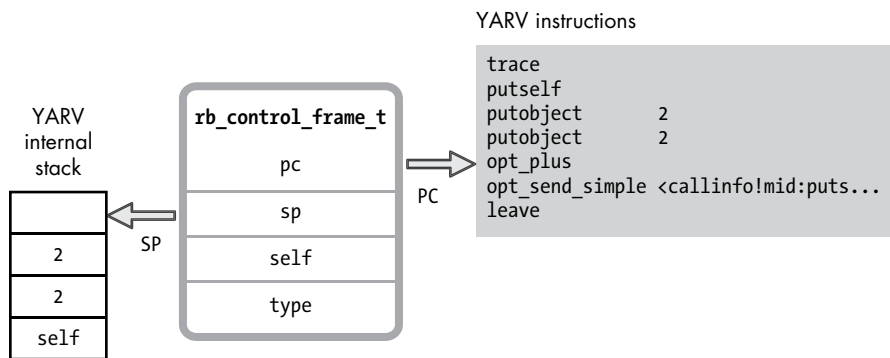 YARV instructions
trace
putself
putobject 2
putobject 2
opt_plus
opt_send_simple <callinfo!mid:puts...
leave
YARV
internal
stack
2
2
self
SP
rb_control_frame_t
pc
sp
self
type
PC